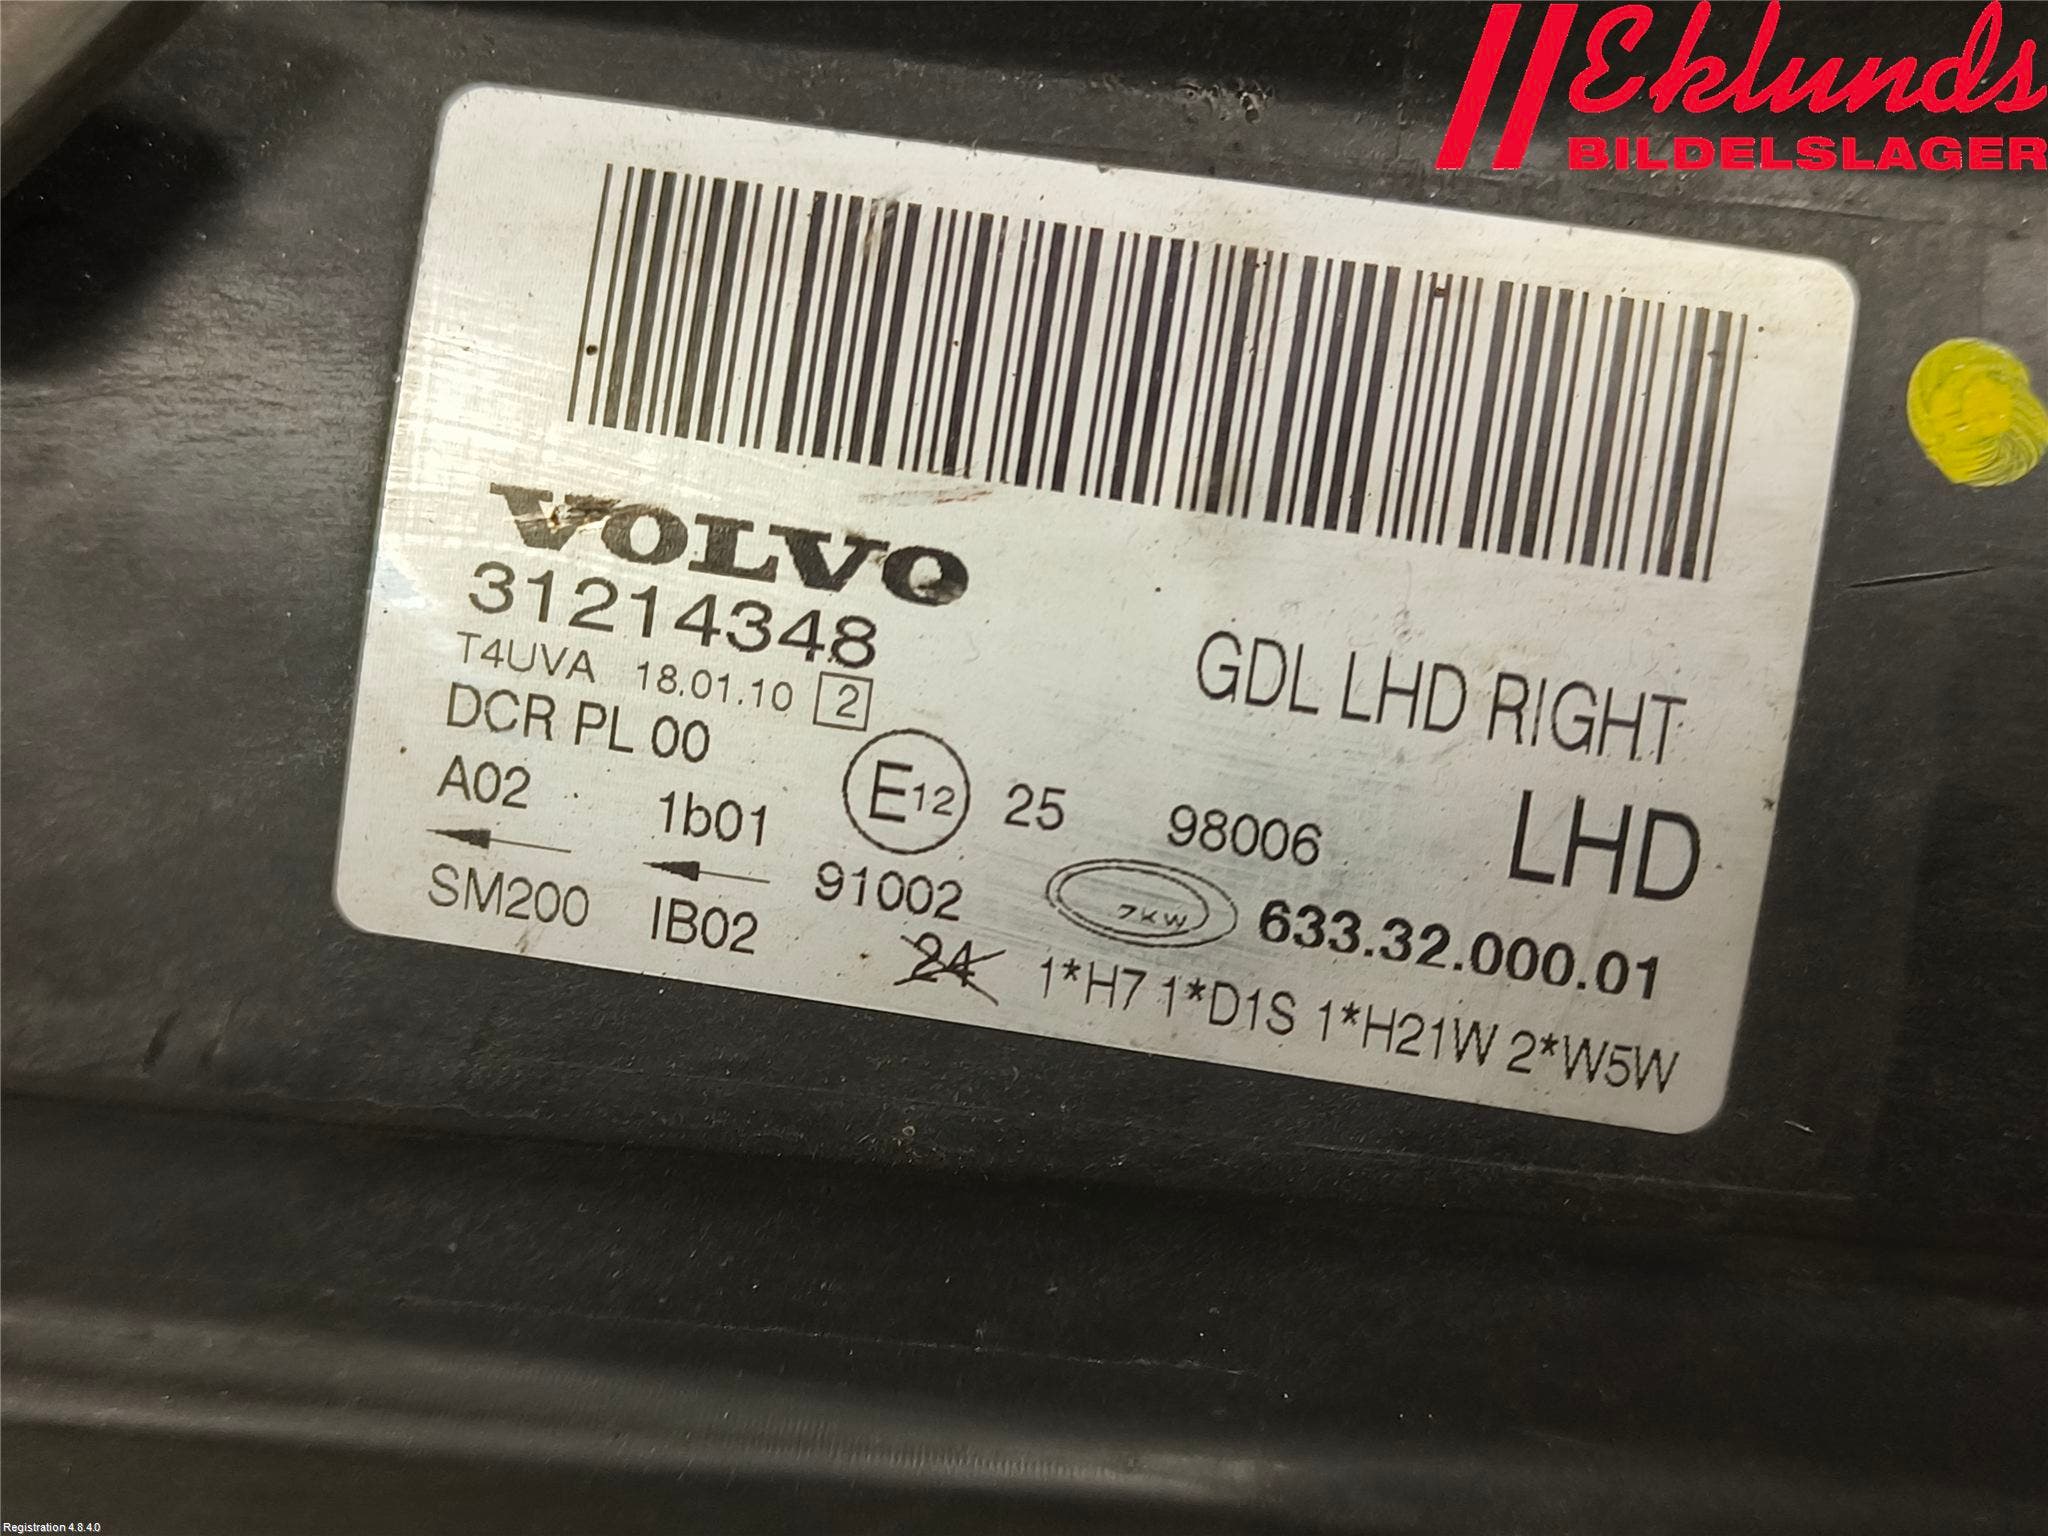 Eklunds
BILDELSLAGER
VOLVO
31214348
T4UVA 18.01.10 2
DCR PL 00
GDL LHD RIGHT
A02 1b01 E12 25 98006 LHD
SM200 IB02 91002 ZKW 633.32.000.01
24 1*H7 1*D1S 1*H21W 2*W5W
Registration 4.8.4.0